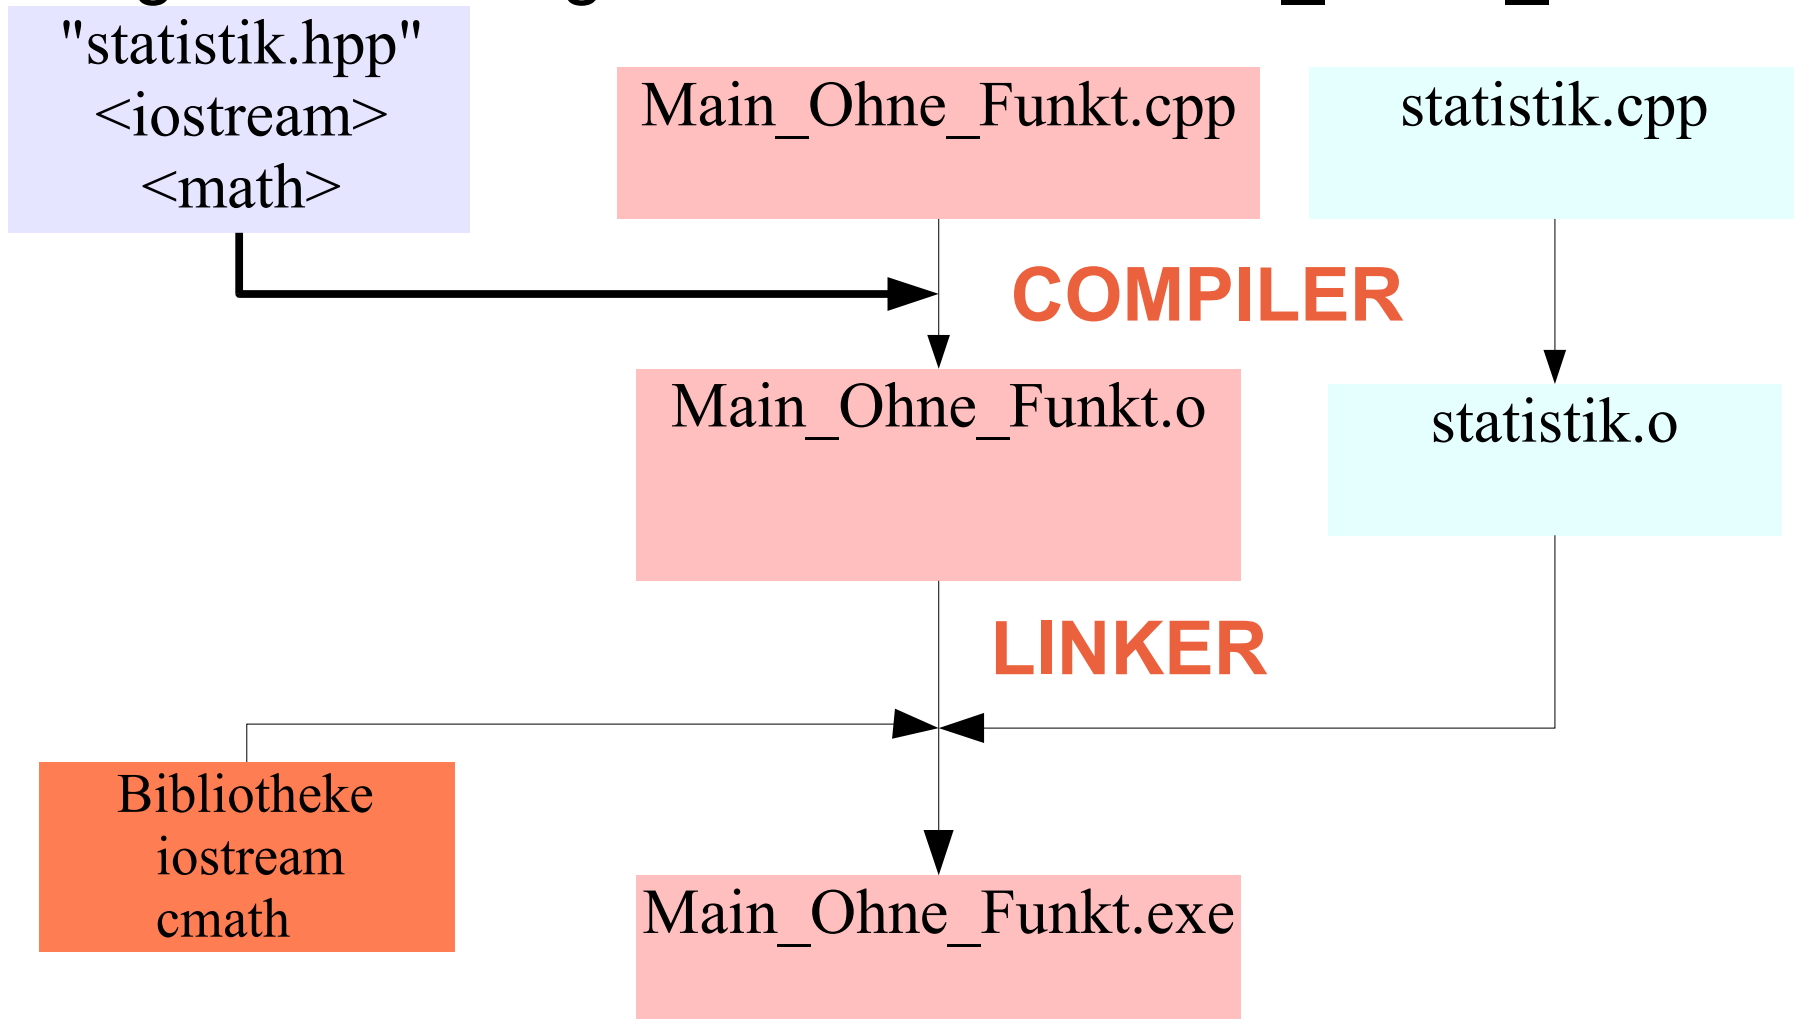 "statistik.hpp"
<iostream>
<math>
Main_Ohne_Funkt.cpp
statistik.cpp
COMPILER
Main_Ohne_Funkt.o
statistik.o
LINKER
Bibliotheke
iostream
cmath
Main_Ohne_Funkt.exe